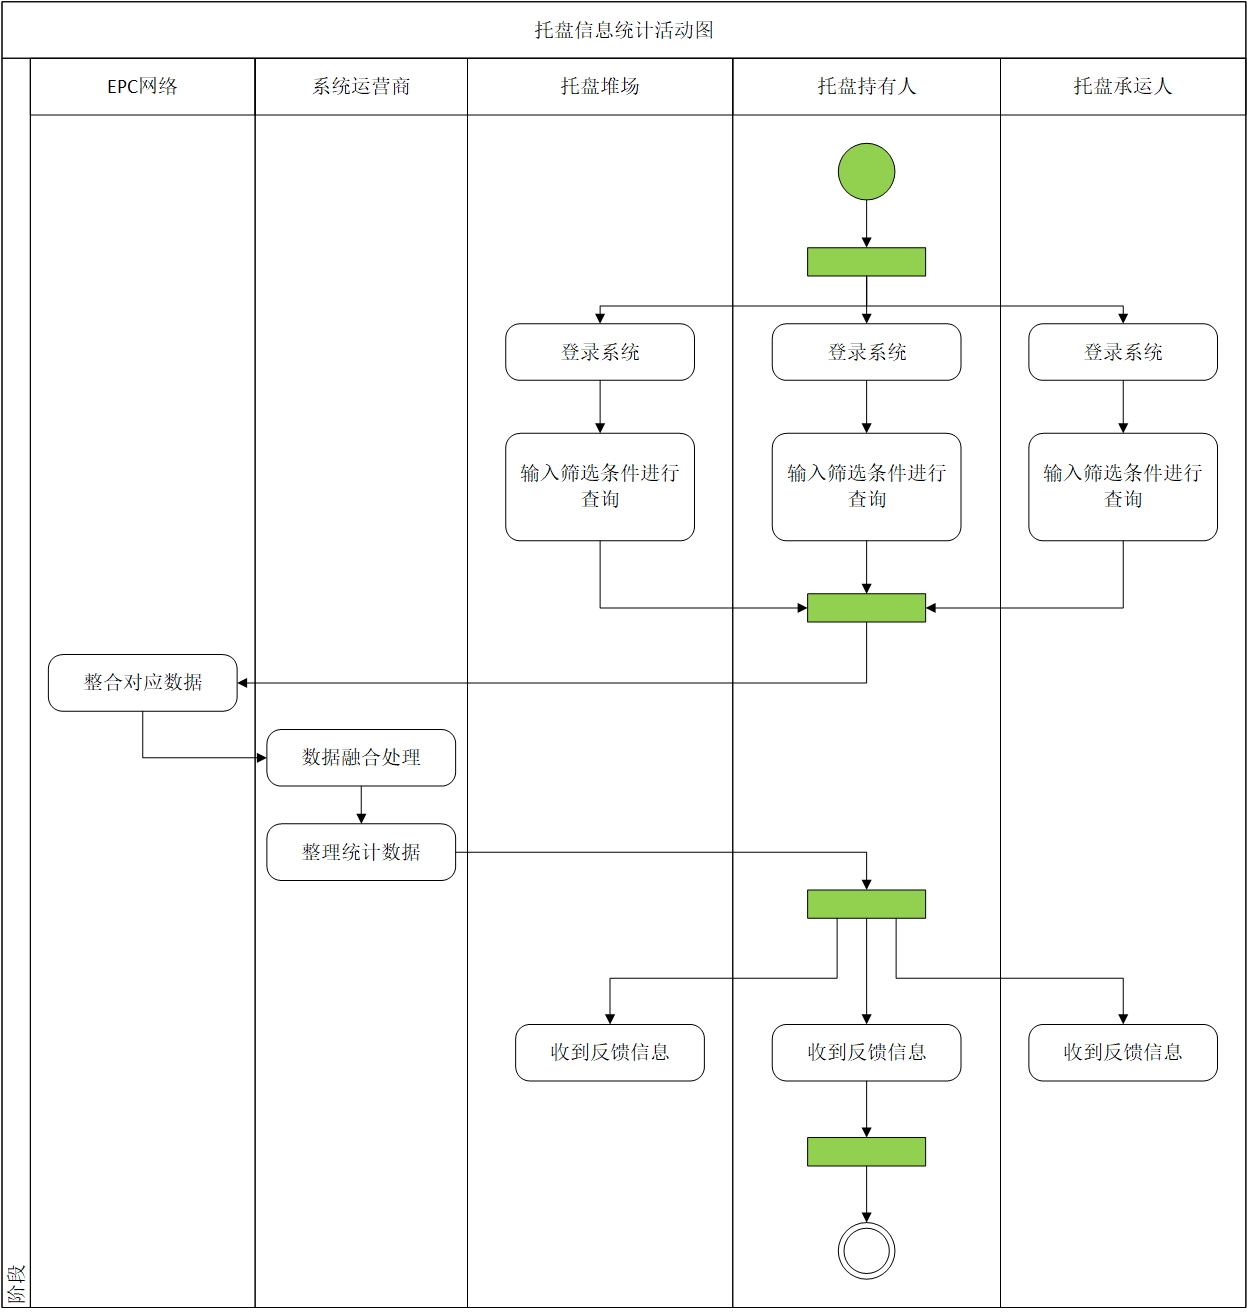 托盘信息统计活动图
EPC网络
系统运营商
托盘堆场
托盘持有人
托盘承运人
登录系统
登录系统
登录系统
输入筛选条件进行
查询
输入筛选条件进行
查询
输入筛选条件进行
查询
整合对应数据
数据融合处理
整理统计数据
收到反馈信息
收到反馈信息
收到反馈信息
阶段